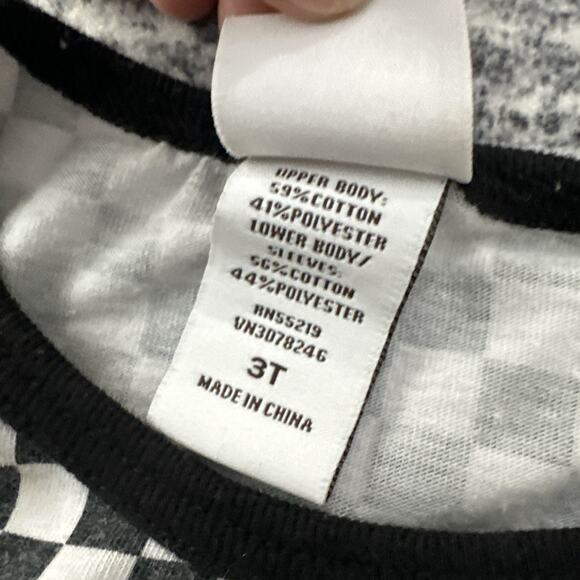 UPPER BODY:
59%COTTON
41%POLYESTER
LOWER BODY/
SLEEVES:
56%COTTON
44%POLYESTER
RN55219
VN3078246
3T
MADE IN CHINA